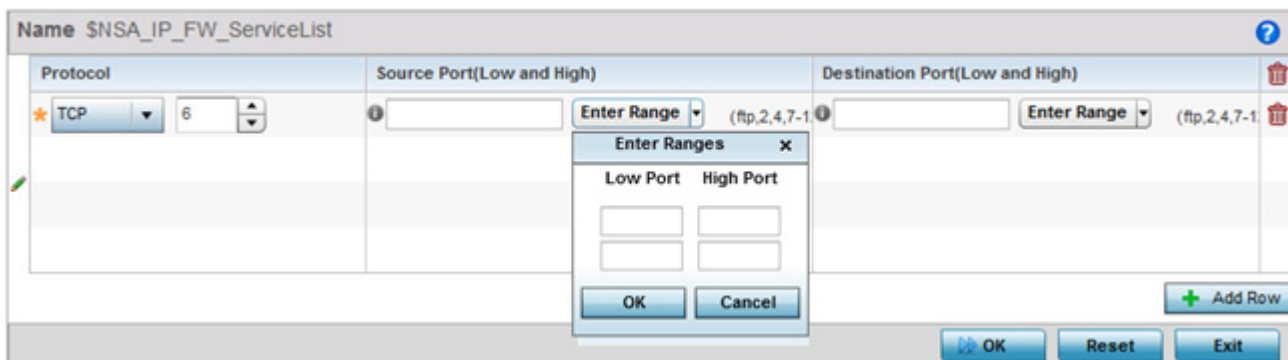 Name $NSA_IP_FW_ServiceList ?
Protocol Source Port(Low and High) Destination Port(Low and High)
* TCP 6 i Enter Range (ftp,2,4,7-1 i Enter Range (ftp,2,4,7-1
Enter Ranges x
Low Port High Port
OK Cancel
+ Add Row
OK Reset Exit